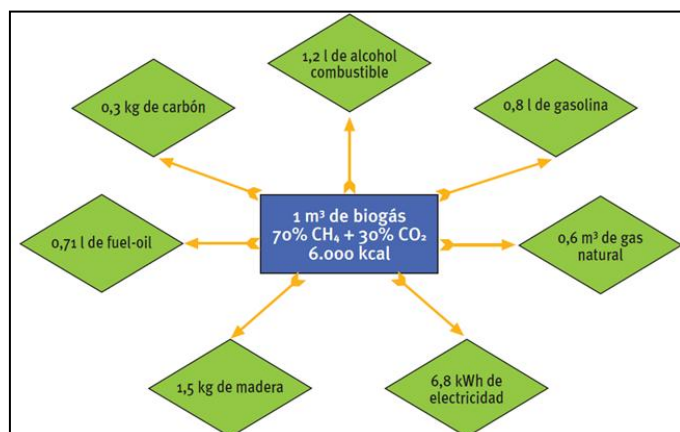 1,2 l de alcohol
combustible
0,3 kg de carbón
0,8 l de gasolina
1 m³ de biogás
70% CH₄ + 30% CO₂
6.000 kcal
0,71 l de fuel-oil
0,6 m³ de gas
natural
1,5 kg de madera
6,8 kWh de
electricidad